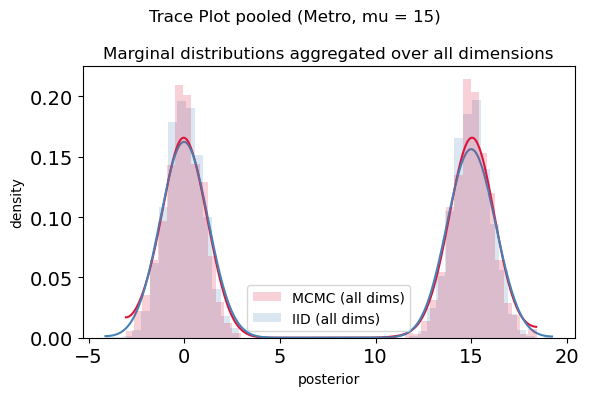 Trace Plot pooled (Metro, mu = 15)
Marginal distributions aggregated over all dimensions
density
0.20
0.15
0.10
0.05
0.00
MCMC (all dims)
IID (all dims)
−5
0
5
10
15
20
posterior